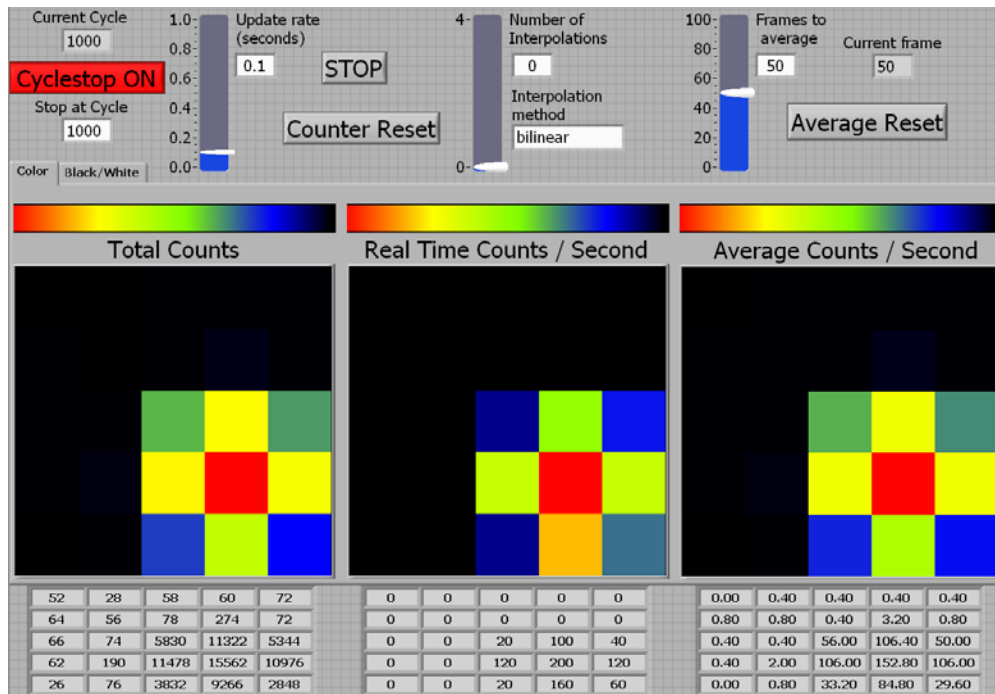 Current Cycle
1000
Cyclestop ON
Stop at Cycle
1000
1.0-
0.8-
0.6-
0.4-
0.2-
0.0-
Update rate
(seconds)
0.1
STOP
Counter Reset
4-
0-
Number of
Interpolations
0
Interpolation
method
bilinear
100-
80-
60-
40-
20-
0-
Frames to
average
50
Current frame
50
Average Reset
Color Black/White
Total Counts
Real Time Counts / Second
Average Counts / Second
52 28 58 60 72
64 56 78 274 72
66 74 5830 11322 5344
62 190 11478 15562 10976
26 76 3832 9266 2848
0 0 0 0 0
0 0 0 0 0
0 0 20 100 40
0 0 120 200 120
0 0 20 160 60
0.00 0.40 0.40 0.40 0.40
0.80 0.80 0.40 3.20 0.80
0.40 0.40 56.00 106.40 50.00
0.40 2.00 106.00 152.80 106.00
0.00 0.80 33.20 84.80 29.60